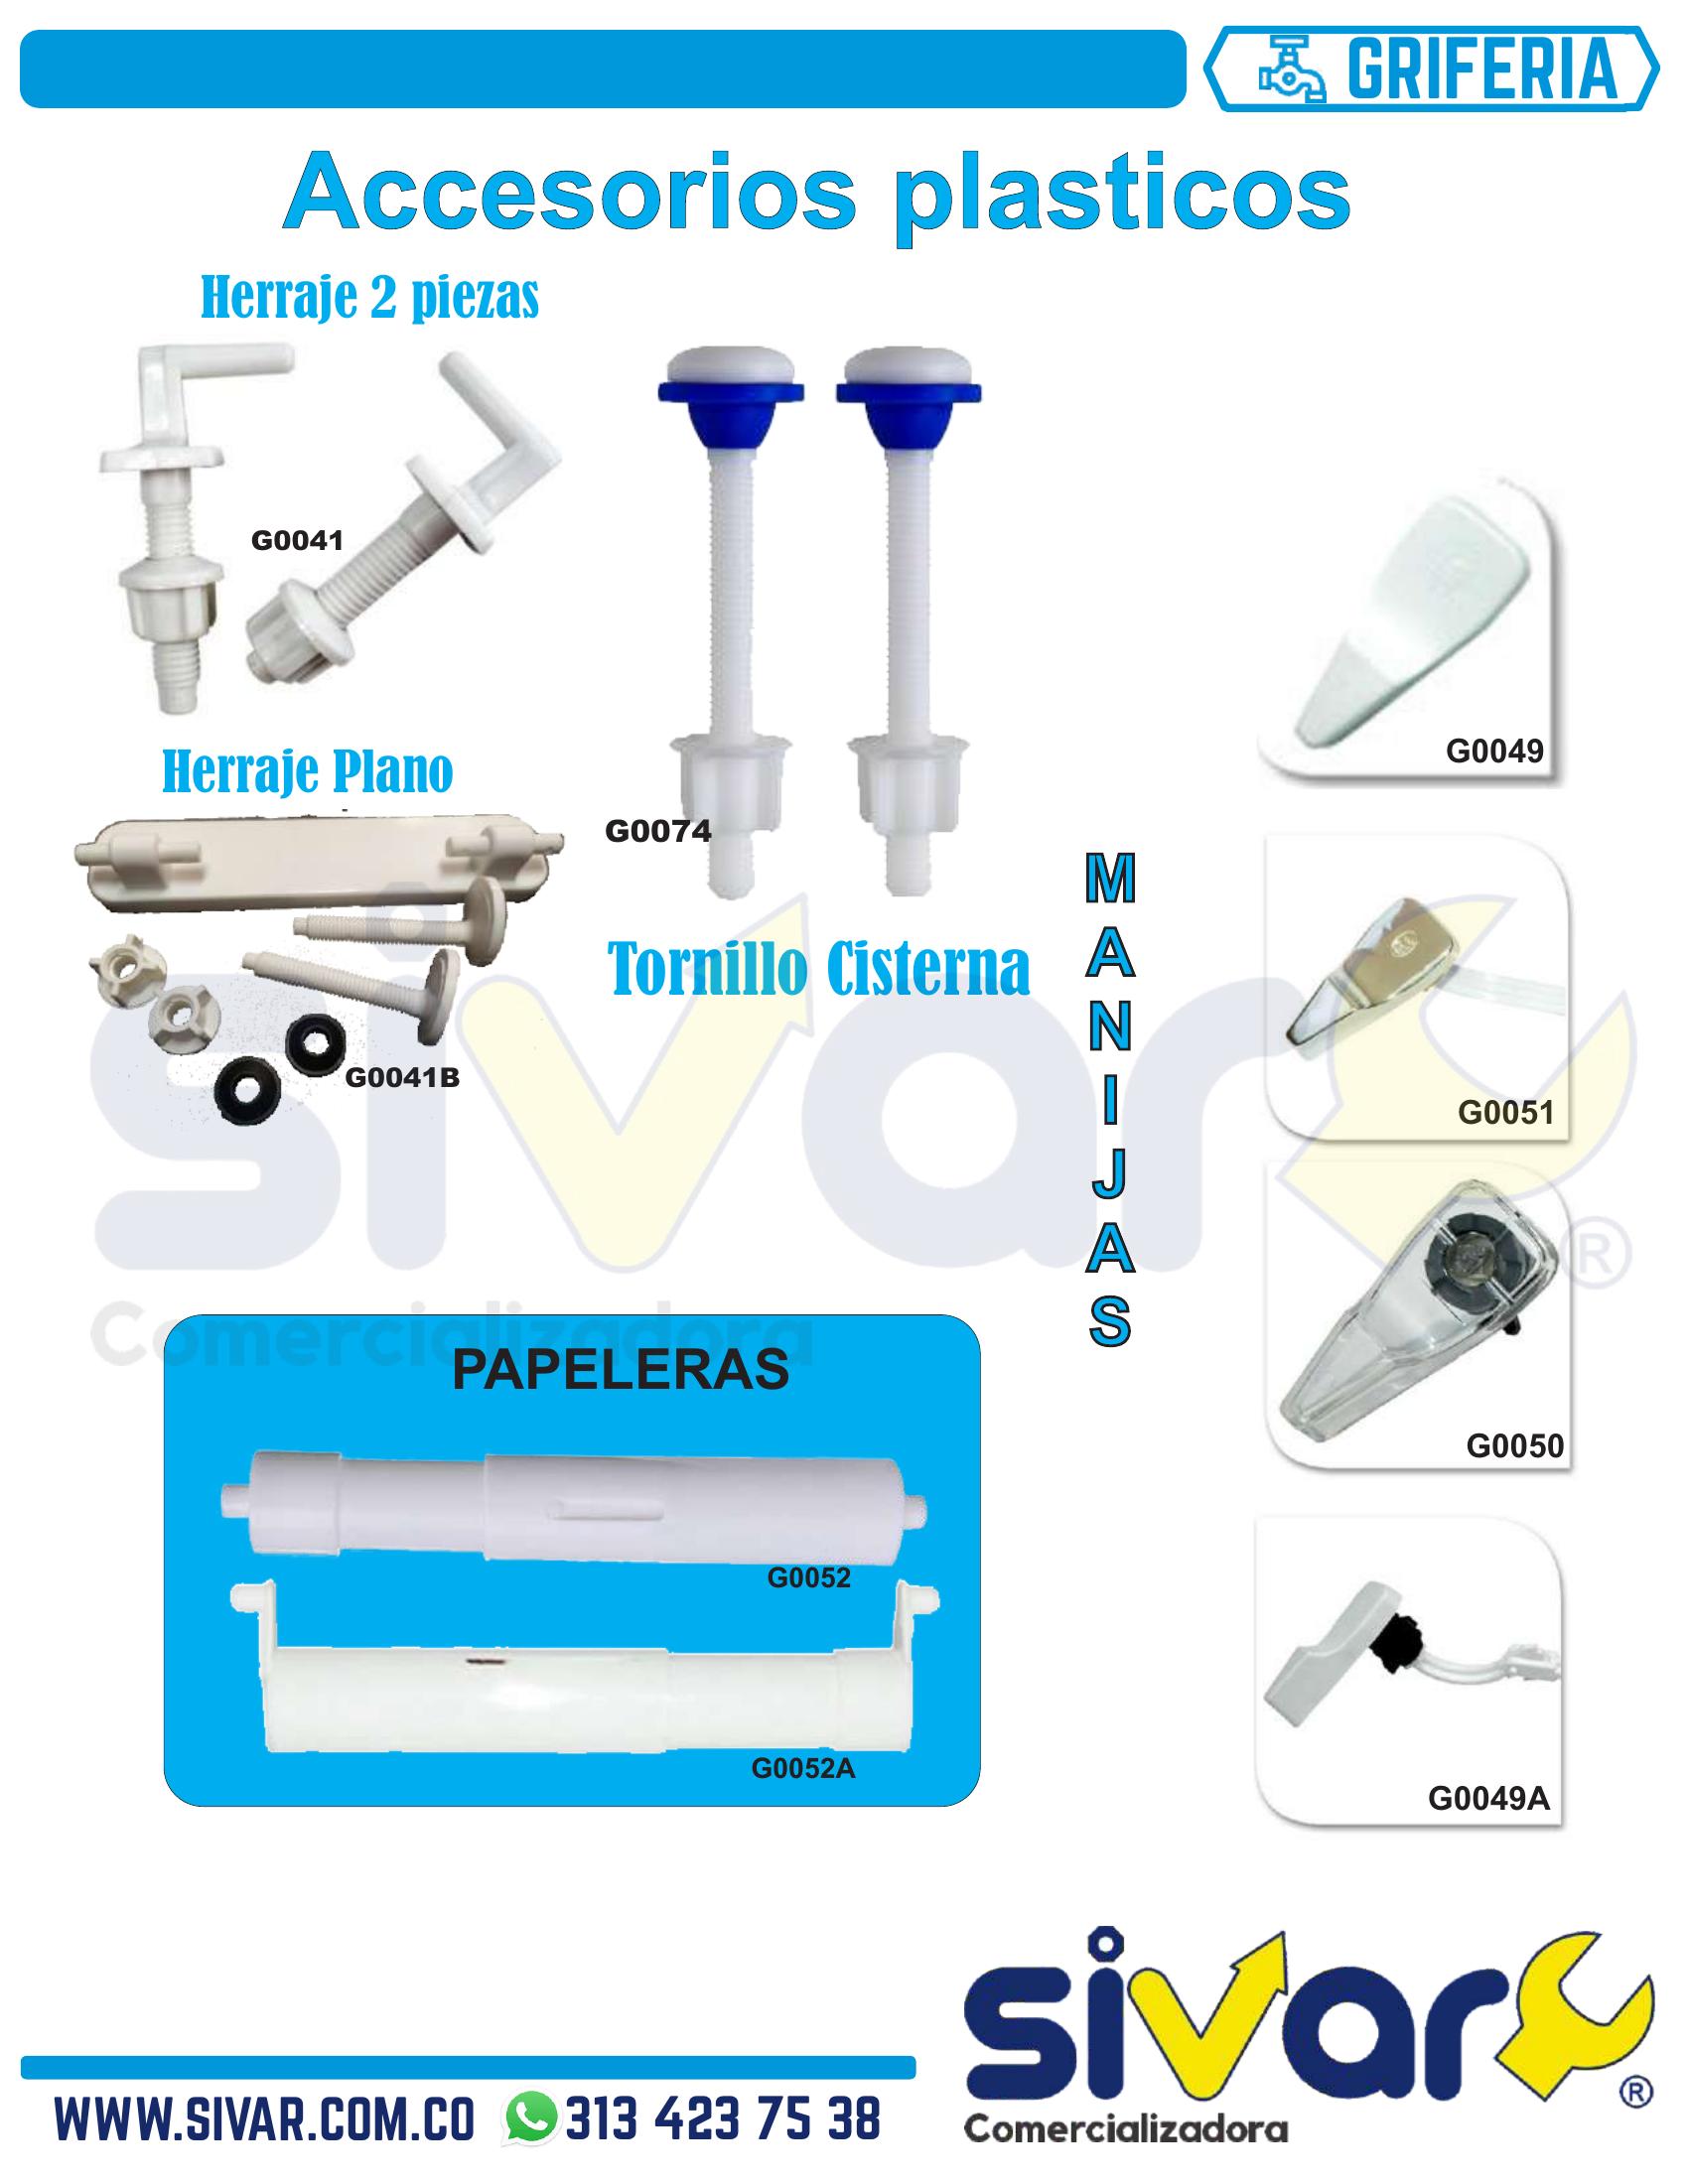 GRIFERIA
Accesorios plasticos
Herraje 2 piezas
G0041
G0074
Tornillo Cisterna
Herraje Plano
G0041B
MANIJAS
G0049
G0051
G0050
G0049A
PAPELERAS
G0052
G0052A
sivar
Comercializadora
®
WWW.SIVAR.COM.CO
313 423 75 38
sivar
®
Comercializadora